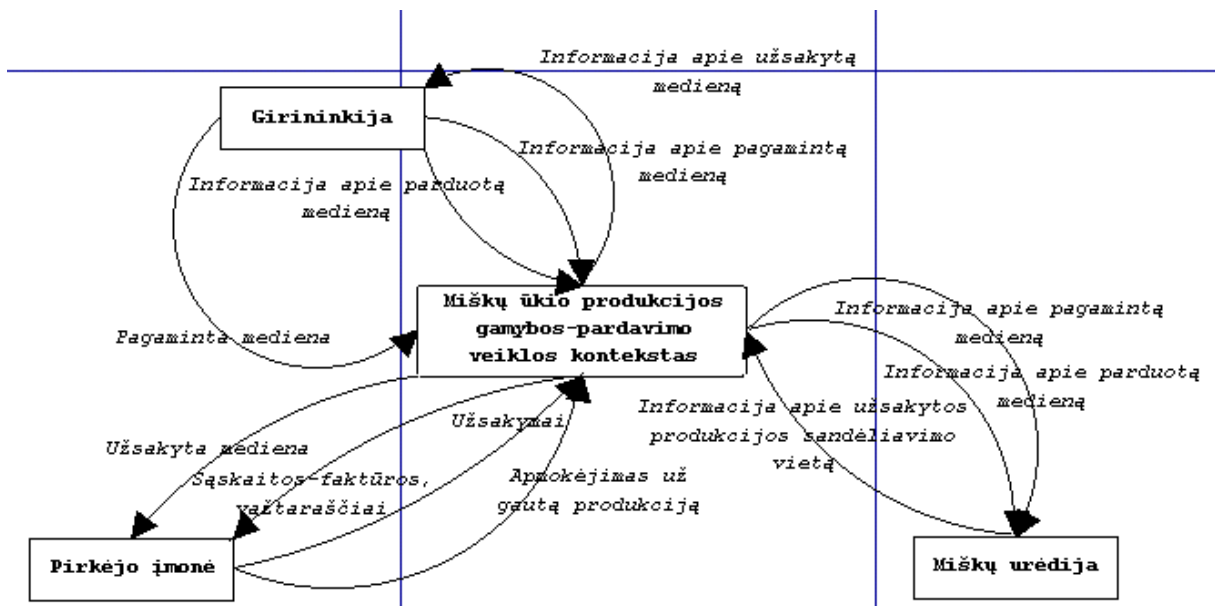 Informacija apie užsakytą
medieną
Girininkija
Informacija apie pagamintą
medieną
Informacija apie parduotą
medieną
Miškų ūkio produkcijos
gamybos-pardavimo
veiklos kontekstas
Pagaminta mediena
Informacija apie pagamintą
medieną
Informacija apie parduotą
medieną
Informacija apie užsakytos
produkcijos sandėliavimo
vietą
Užsakymai
Užsakyta mediena
Sąskaitos-faktūros,
važtaraščiai
Apmokėjimas už
gautą produkciją
Pirkėjo įmonė
Miškų urėdija